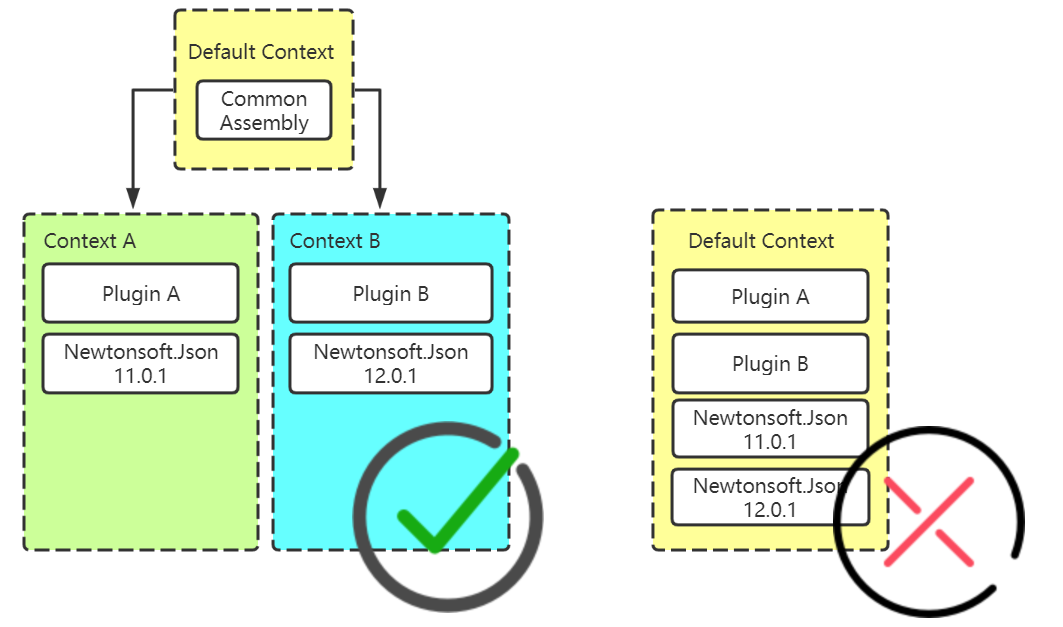 Default Context
Common
Assembly
Context A
Plugin A
Newtonsoft.Json
11.0.1
Context B
Plugin B
Newtonsoft.Json
12.0.1
Default Context
Plugin A
Plugin B
Newtonsoft.Json
11.0.1
Newtonsoft.Json
12.0.1